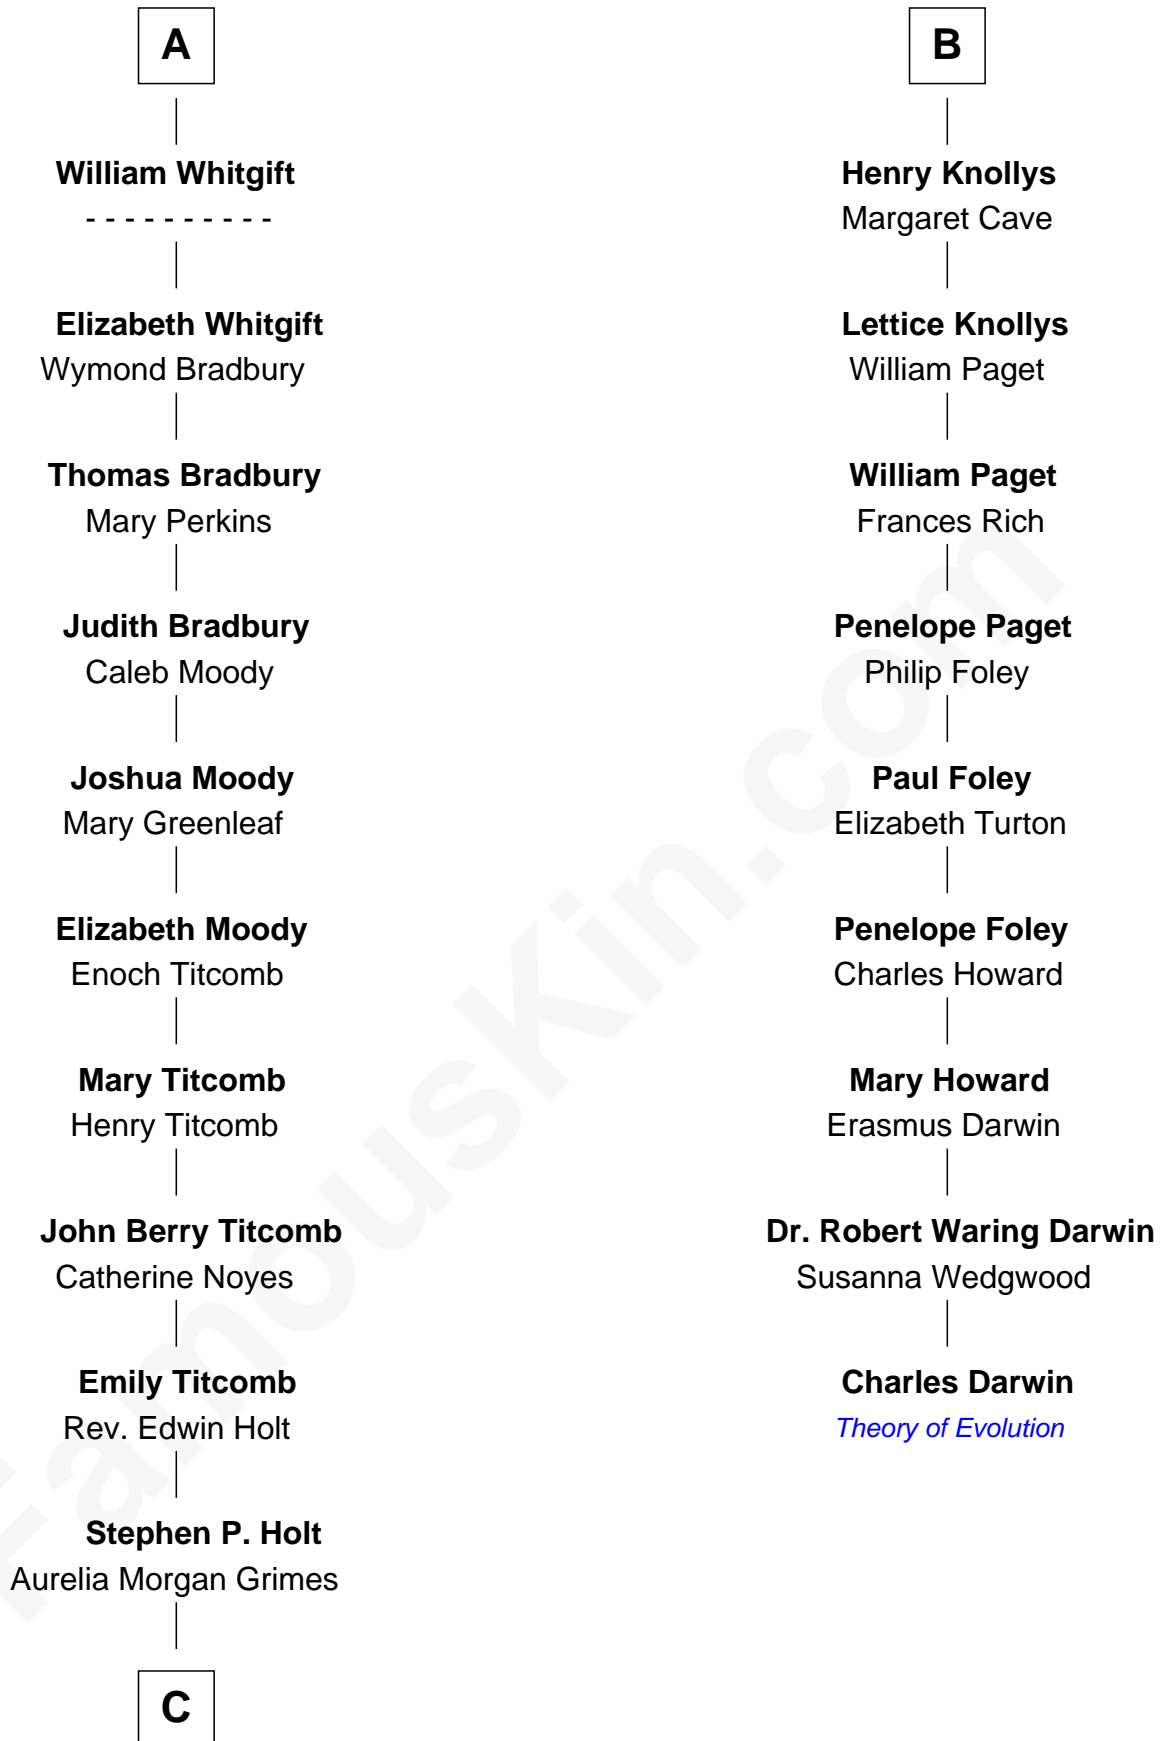 A
William Whitgift
- - - - - - - - - -
Elizabeth Whitgift
Wymond Bradbury
Thomas Bradbury
Mary Perkins
Judith Bradbury
Caleb Moody
Joshua Moody
Mary Greenleaf
Elizabeth Moody
Enoch Titcomb
Mary Titcomb
Henry Titcomb
John Berry Titcomb
Catherine Noyes
Emily Titcomb
Rev. Edwin Holt
Stephen P. Holt
Aurelia Morgan Grimes
C
B
Henry Knollys
Margaret Cave
Lettice Knollys
William Paget
William Paget
Frances Rich
Penelope Paget
Philip Foley
Paul Foley
Elizabeth Turton
Penelope Foley
Charles Howard
Mary Howard
Erasmus Darwin
Dr. Robert Waring Darwin
Susanna Wedgwood
Charles Darwin
Theory of Evolution
FamousKin.com